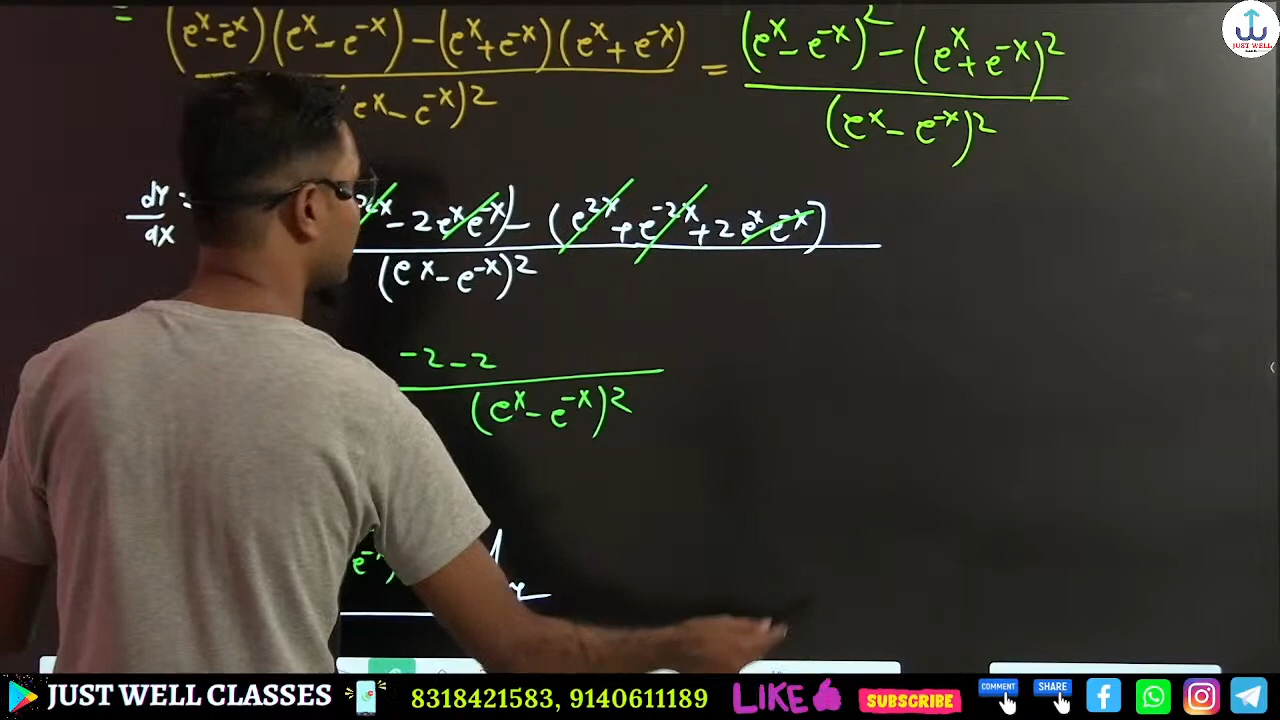 =
(eˣ-e⁻ˣ)(eˣ-e⁻ˣ)-(eˣ+e⁻ˣ)(eˣ+e⁻ˣ) = (eˣ-e⁻ˣ)²-(eˣ+e⁻ˣ)²
eˣ-e⁻ˣ)² (eˣ-e⁻ˣ)²
JUST WELL
dy/dx = -2eˣe⁻ˣ)-(e²ˣ+e⁻²ˣ+2eˣe⁻ˣ)
(eˣ-e⁻ˣ)²
-2-2
(eˣ-e⁻ˣ)²
JUST WELL CLASSES 8318421583, 9140611189 LIKE SUBSCRIBE COMMENT SHARE